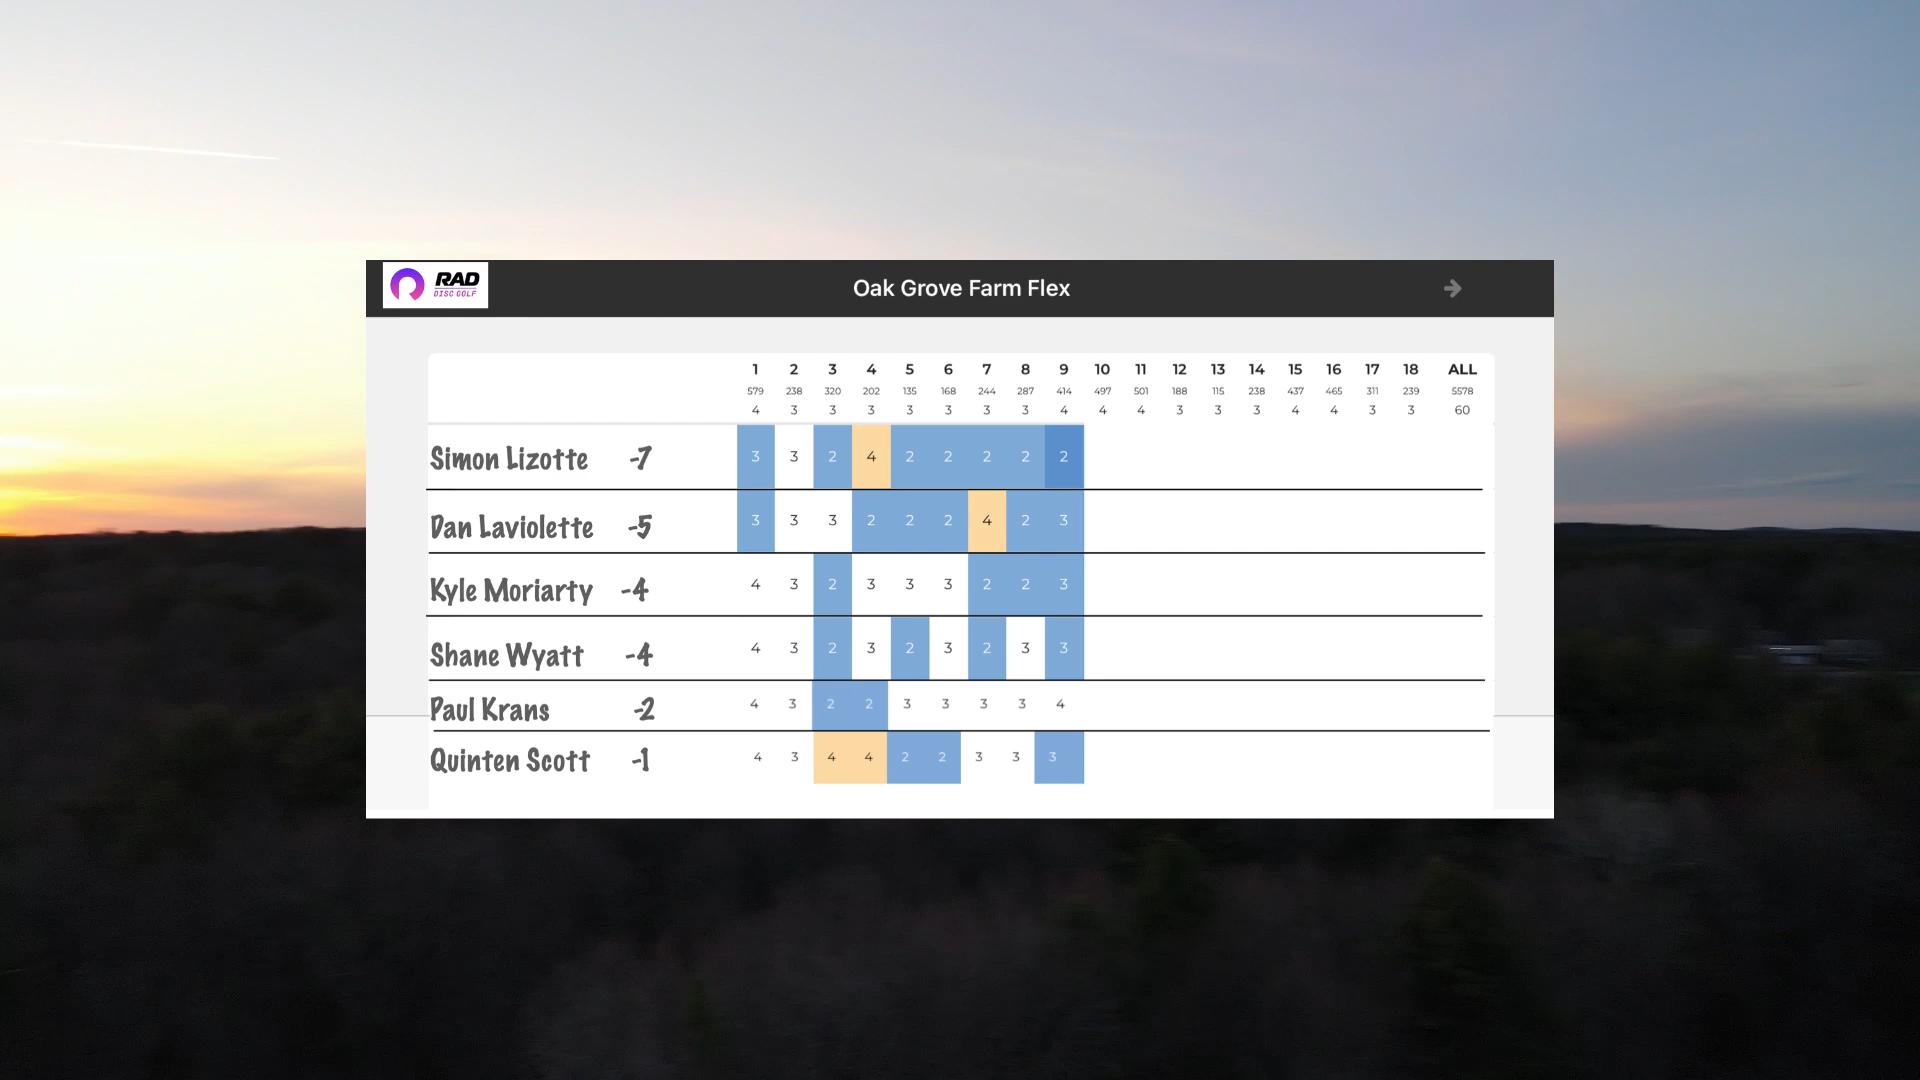 RAD
DISC GOLF
Oak Grove Farm Flex
1 2 3 4 5 6 7 8 9 10 11 12 13 14 15 16 17 18 ALL
579 238 320 202 135 168 244 287 414 497 501 188 115 238 437 465 311 239 5578
4 3 3 3 3 3 3 3 4 4 4 3 3 3 4 4 3 3 60
Simon Lizotte -7 3 3 2 4 2 2 2 2 2
Dan Laviolette -5 3 3 3 2 2 2 4 2 3
Kyle Moriarty -4 4 3 2 3 3 3 2 2 3
Shane Wyatt -4 4 3 2 3 2 3 2 3 3
Paul Krans -2 4 3 2 2 3 3 3 3 4
Quinten Scott -1 4 3 4 4 2 2 3 3 3